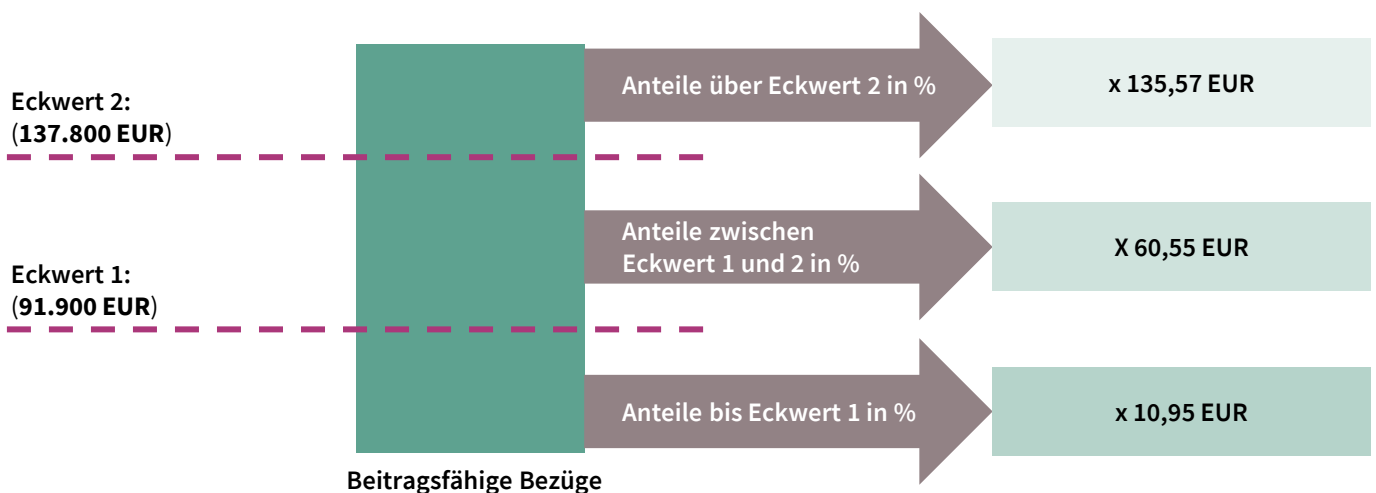 Anteile über Eckwert 2 in %
x 135,57 EUR
Eckwert 2:
(137.800 EUR)
Anteile zwischen
Eckwert 1 und 2 in %
X 60,55 EUR
Eckwert 1:
(91.900 EUR)
Anteile bis Eckwert 1 in %
x 10,95 EUR
Beitragsfähige Bezüge